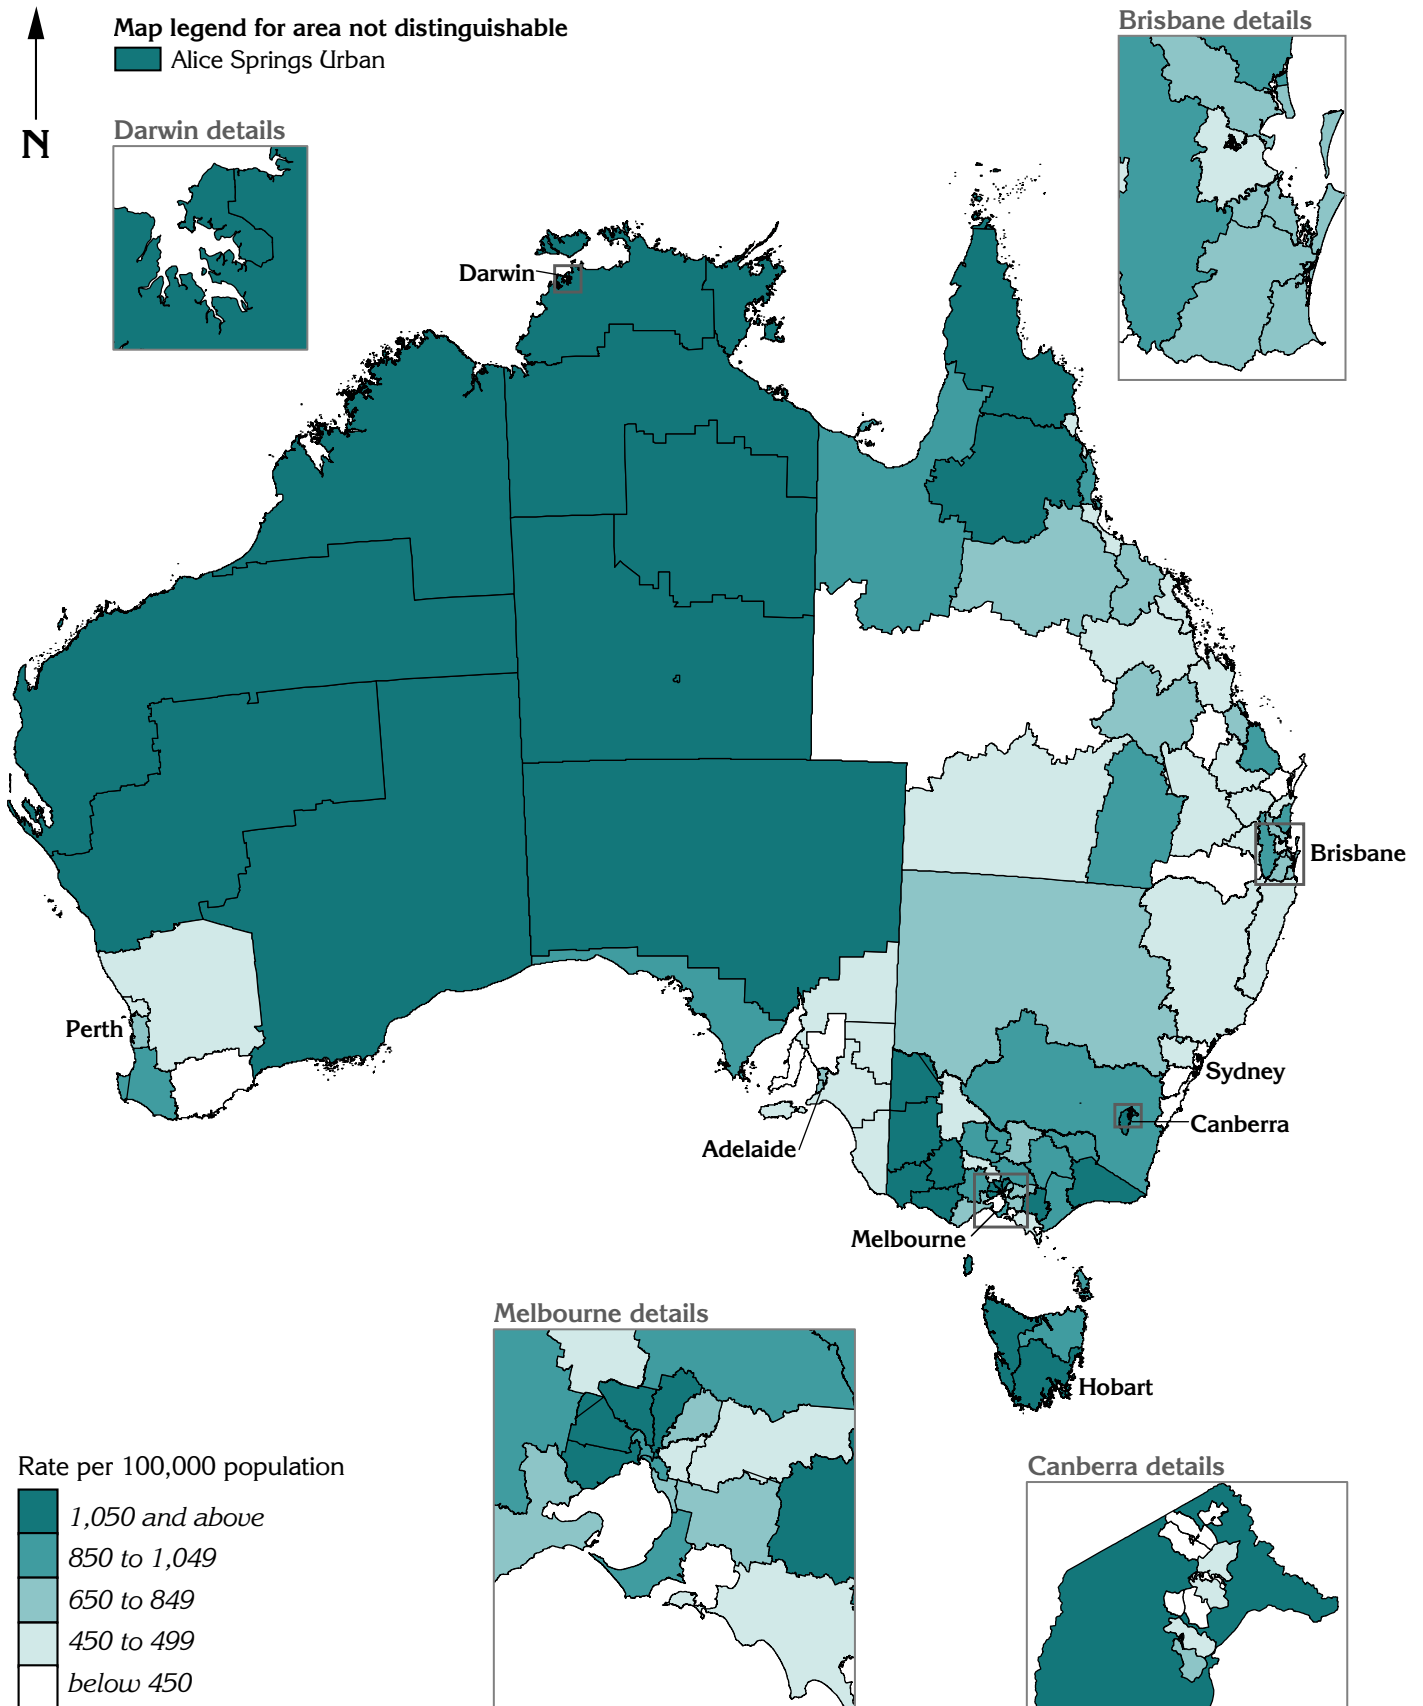 Map legend for area not distinguishable
Alice Springs Urban
N
Darwin details
Brisbane details
Darwin
Brisbane
Perth
Sydney
Canberra
Adelaide
Melbourne
Hobart
Melbourne details
Canberra details
Rate per 100,000 population
1,050 and above
850 to 1,049
650 to 849
450 to 499
below 450